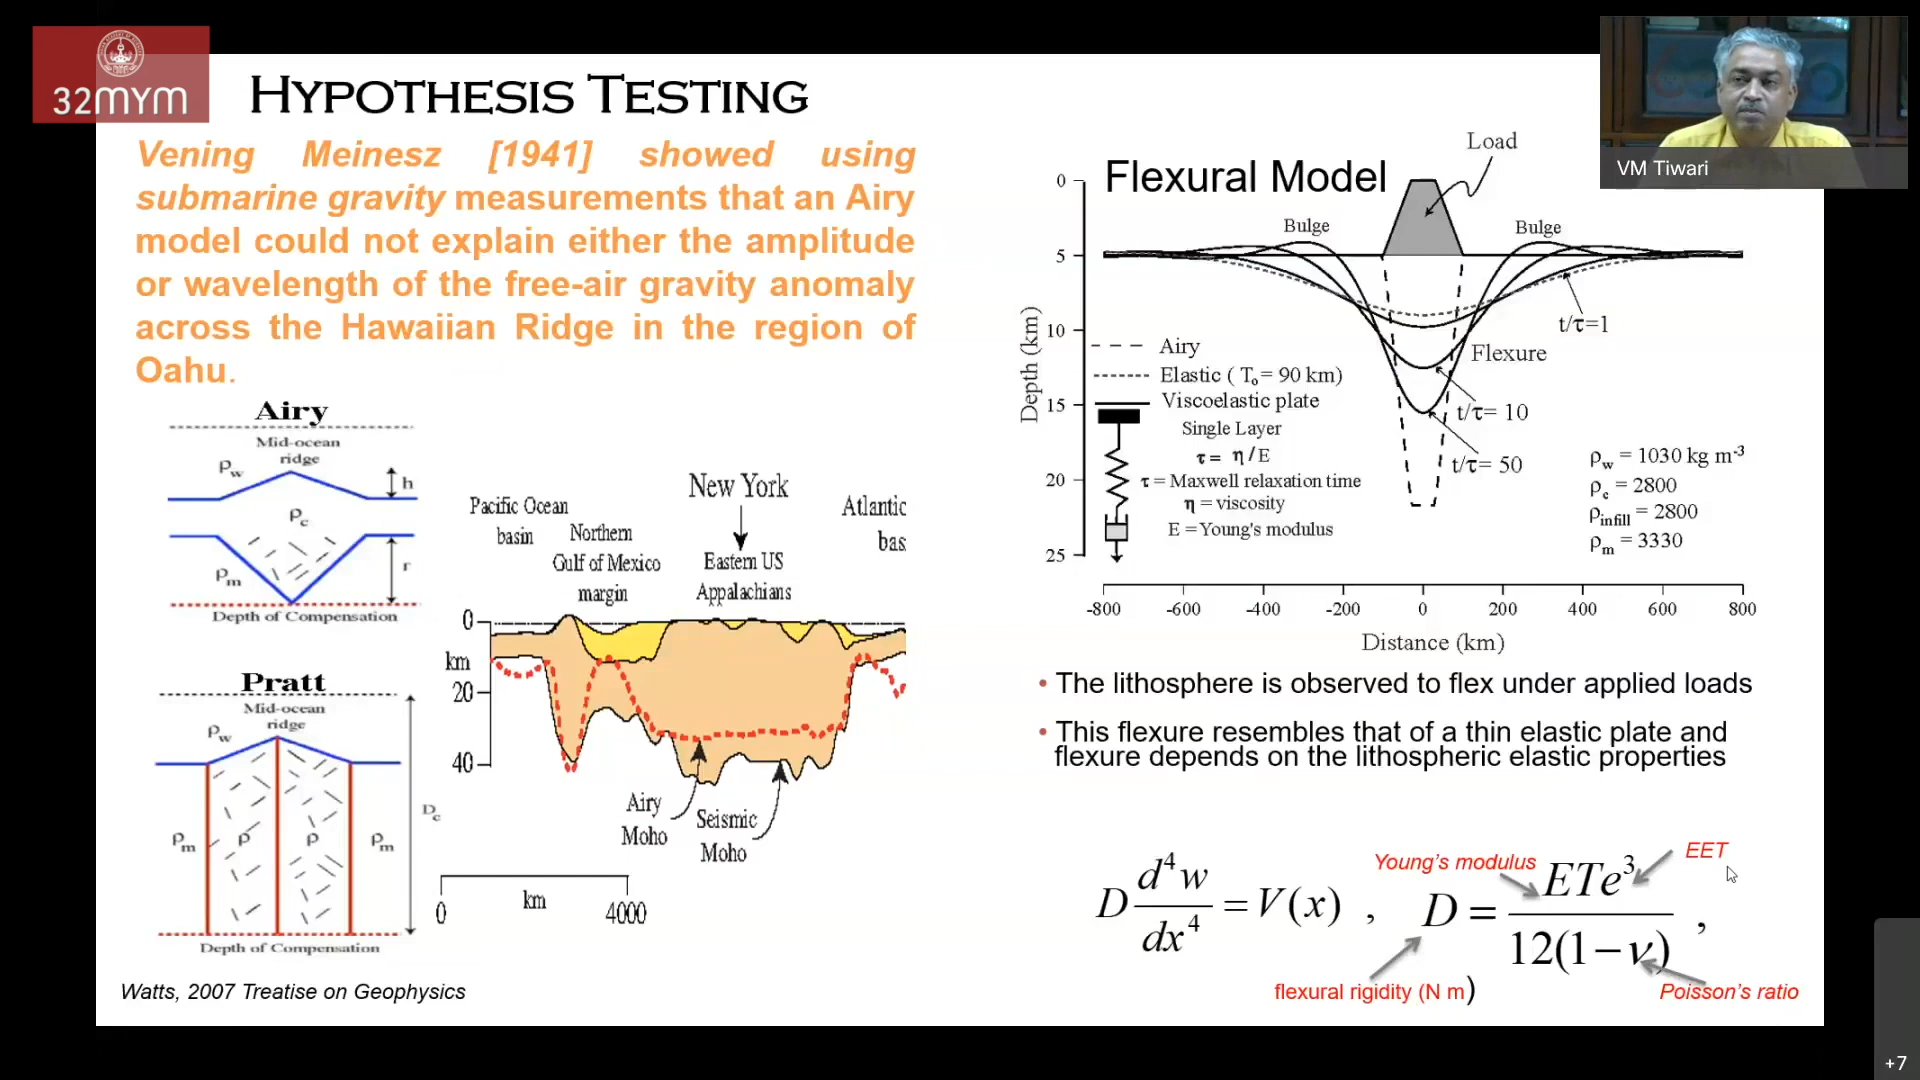 32mym
HYPOTHESIS TESTING
Vening Meinesz [1941] showed using
submarine gravity measurements that an Airy
model could not explain either the amplitude
or wavelength of the free-air gravity anomaly
across the Hawaiian Ridge in the region of
Oahu.
Airy
Mid-ocean
ridge
ρw
h
ρc
r
ρm
Depth of Compensation
Pratt
Mid-ocean
ridge
ρw
Dc
ρm
ρ
ρ
ρm
Depth of Compensation
Watts, 2007 Treatise on Geophysics
Pacific Ocean
basin
Northern
Gulf of Mexico
margin
New York
Eastern US
Appalachians
Atlantic
bas
0
km
20
40
Airy
Moho
Seismic
Moho
0
km
4000
Flexural Model
Load
Bulge
Bulge
0
5
10
15
20
25
Depth (km)
Airy
Elastic ( To = 90 km)
Viscoelastic plate
Single Layer
τ = η/E
τ = Maxwell relaxation time
η = viscosity
E = Young's modulus
t/τ=1
Flexure
t/τ= 10
t/τ= 50
ρw = 1030 kg m-3
ρc = 2800
ρinfill = 2800
ρm = 3330
-800 -600 -400 -200 0 200 400 600 800
Distance (km)
• The lithosphere is observed to flex under applied loads
• This flexure resembles that of a thin elastic plate and
flexure depends on the lithospheric elastic properties
D d⁴w/dx⁴ = V(x) , D = ETe³/12(1−ν) ,
Young's modulus
EET
flexural rigidity (N m)
Poisson's ratio
VM Tiwari
+7